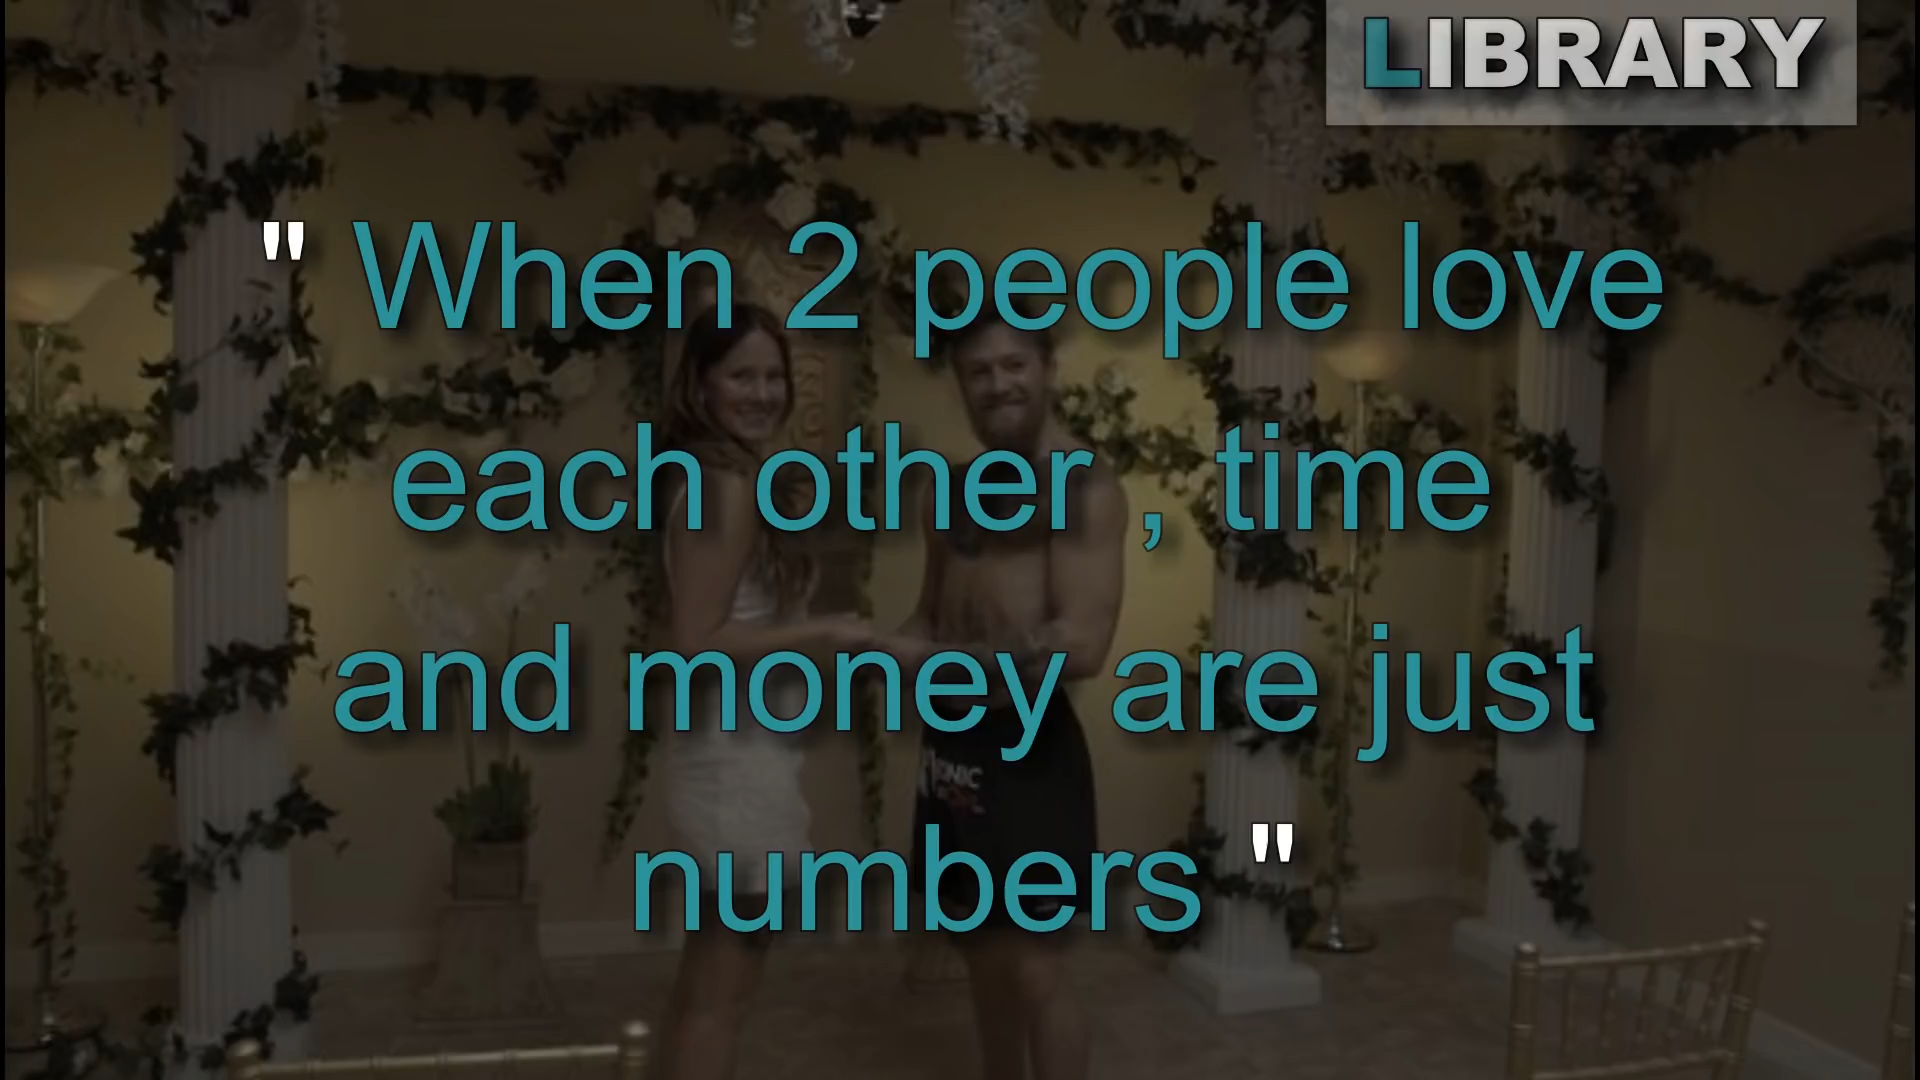 LIBRARY
" When 2 people love
each other , time
and money are just
numbers "